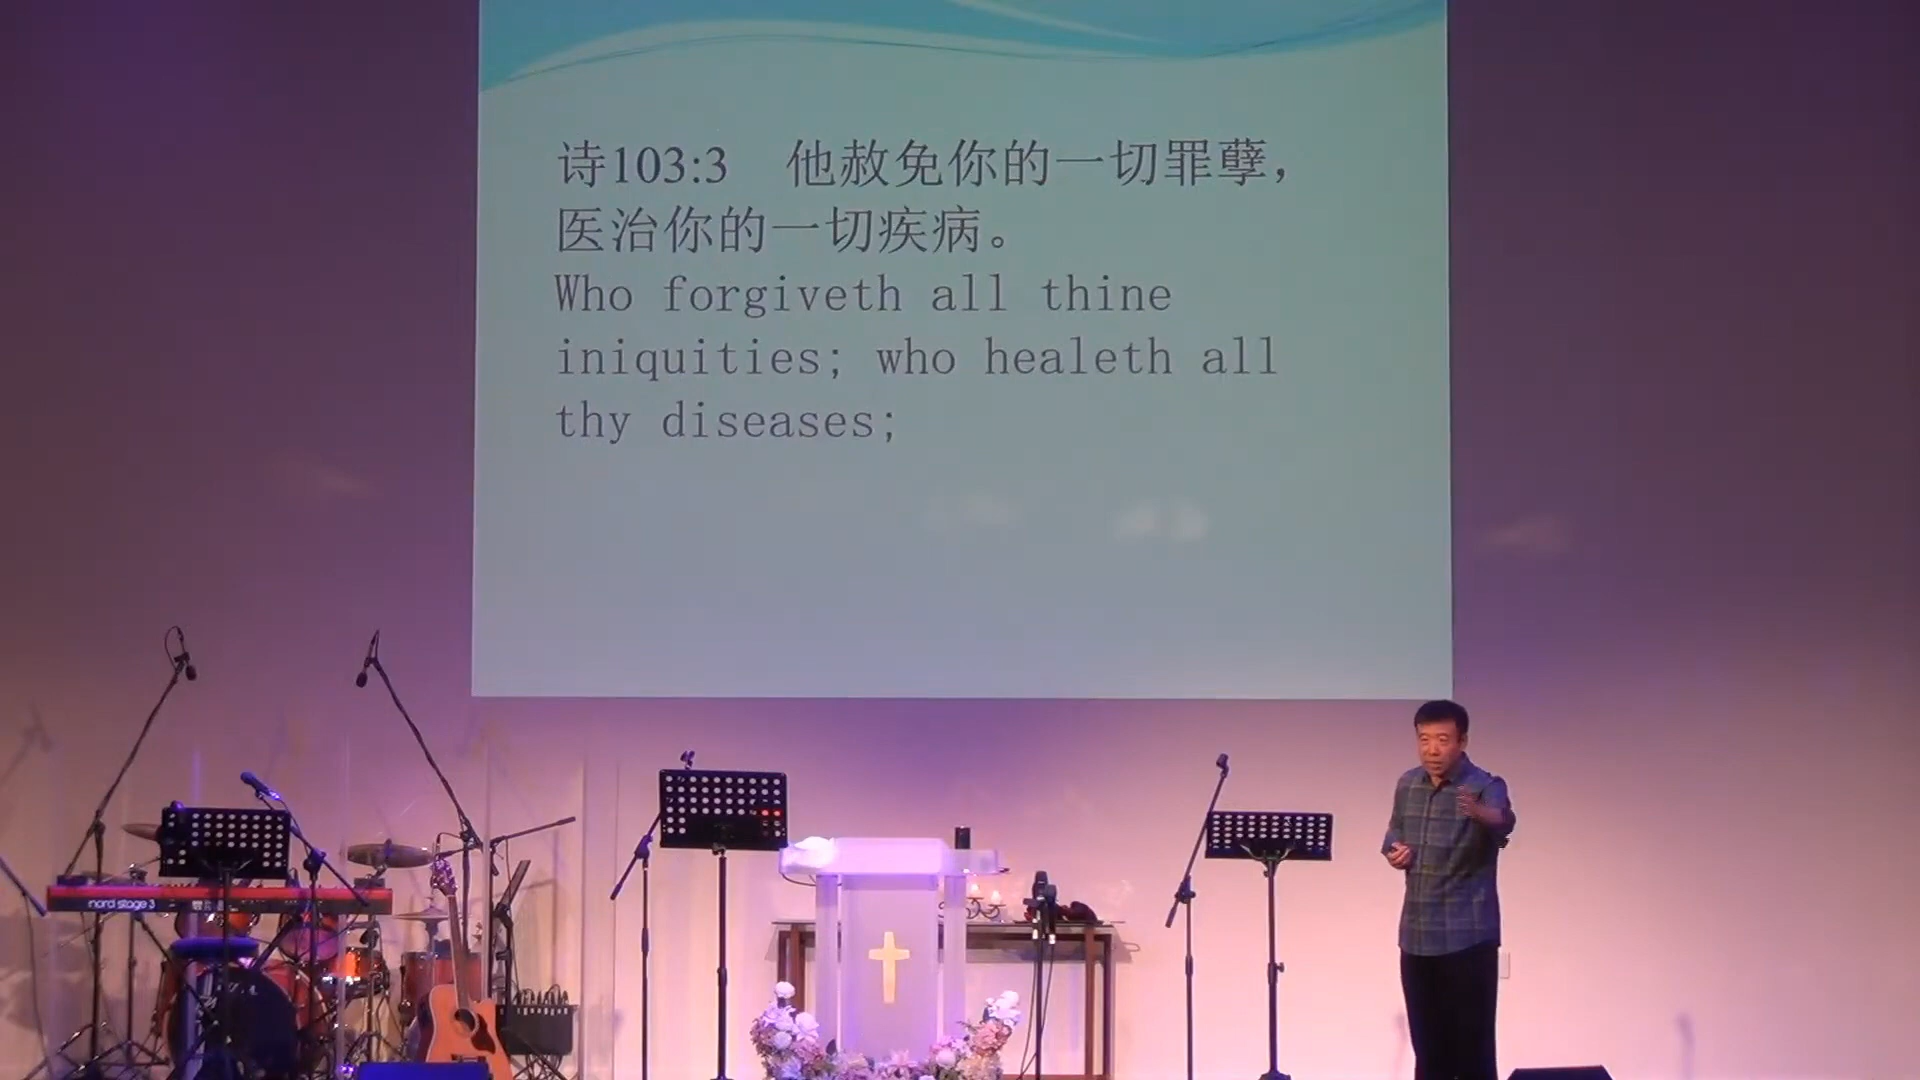 诗103:3　他赦免你的一切罪孽，
医治你的一切疾病。
Who forgiveth all thine
iniquities; who healeth all
thy diseases;
nord stage 3